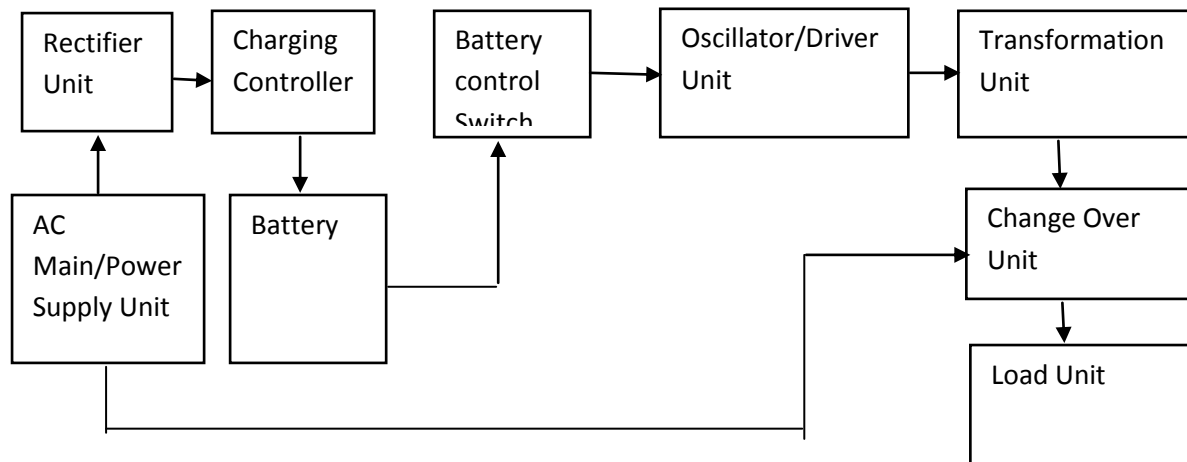 Rectifier
Unit
Charging
Controller
Battery
control
Switch
Oscillator/Driver
Unit
Transformation
Unit
AC
Main/Power
Supply Unit
Battery
Change Over
Unit
Load Unit